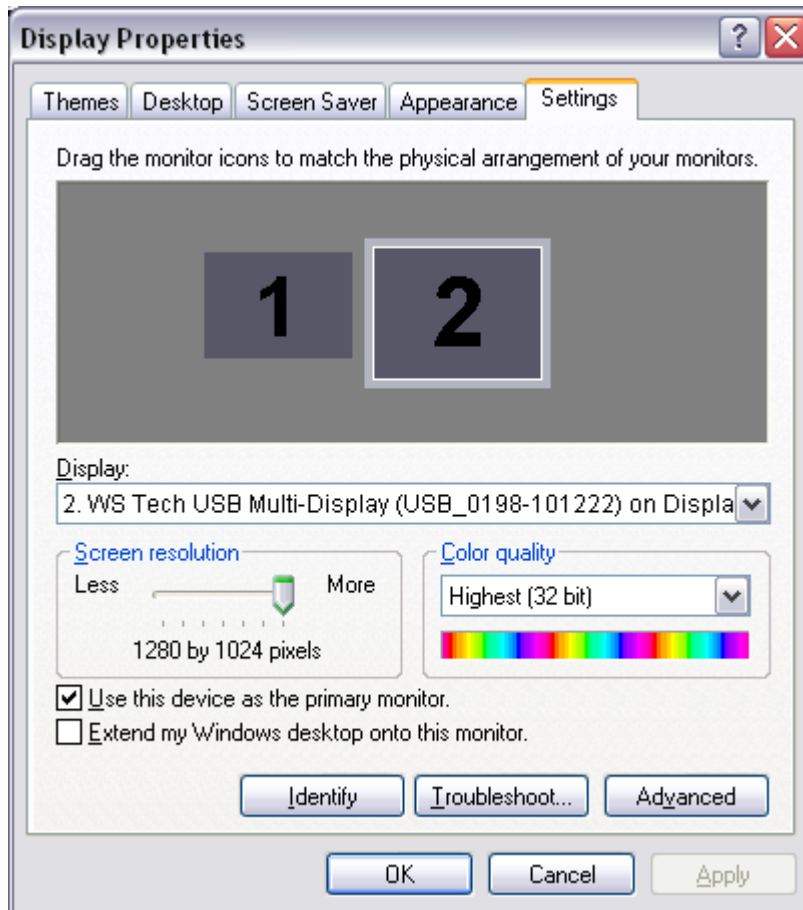 Display Properties
Themes Desktop Screen Saver Appearance Settings
Drag the monitor icons to match the physical arrangement of your monitors.
1 2
Display:
2. WS Tech USB Multi-Display (USB_0198-101222) on Displa
Screen resolution
Less More
1280 by 1024 pixels
Color quality
Highest (32 bit)
Use this device as the primary monitor.
Extend my Windows desktop onto this monitor.
Identify Troubleshoot... Advanced
OK Cancel Apply